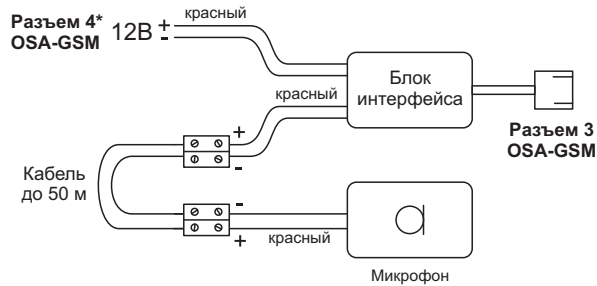 Разъем 4*
OSA-GSM
12В + -
красный
Блок
интерфейса
красный
+
-
Разъем 3
OSA-GSM
Кабель
до 50 м
-
+
красный
Микрофон